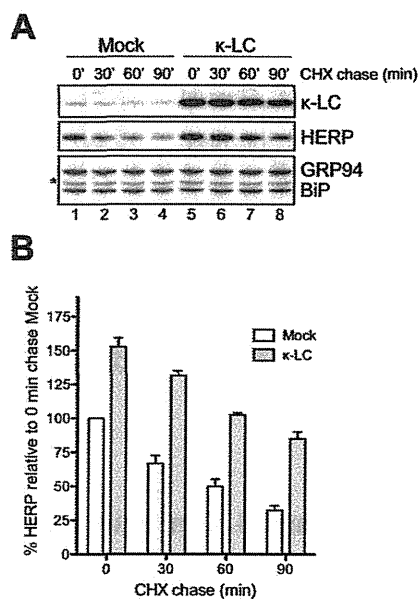 A
Mock κ-LC
0' 30' 60' 90' 0' 30' 60' 90' CHX chase (min)
κ-LC
HERP
GRP94
*
BiP
1 2 3 4 5 6 7 8
B
% HERP relative to 0 min chase Mock
175
150
125
100
75
50
25
0
Mock
κ-LC
0 30 60 90
CHX chase (min)